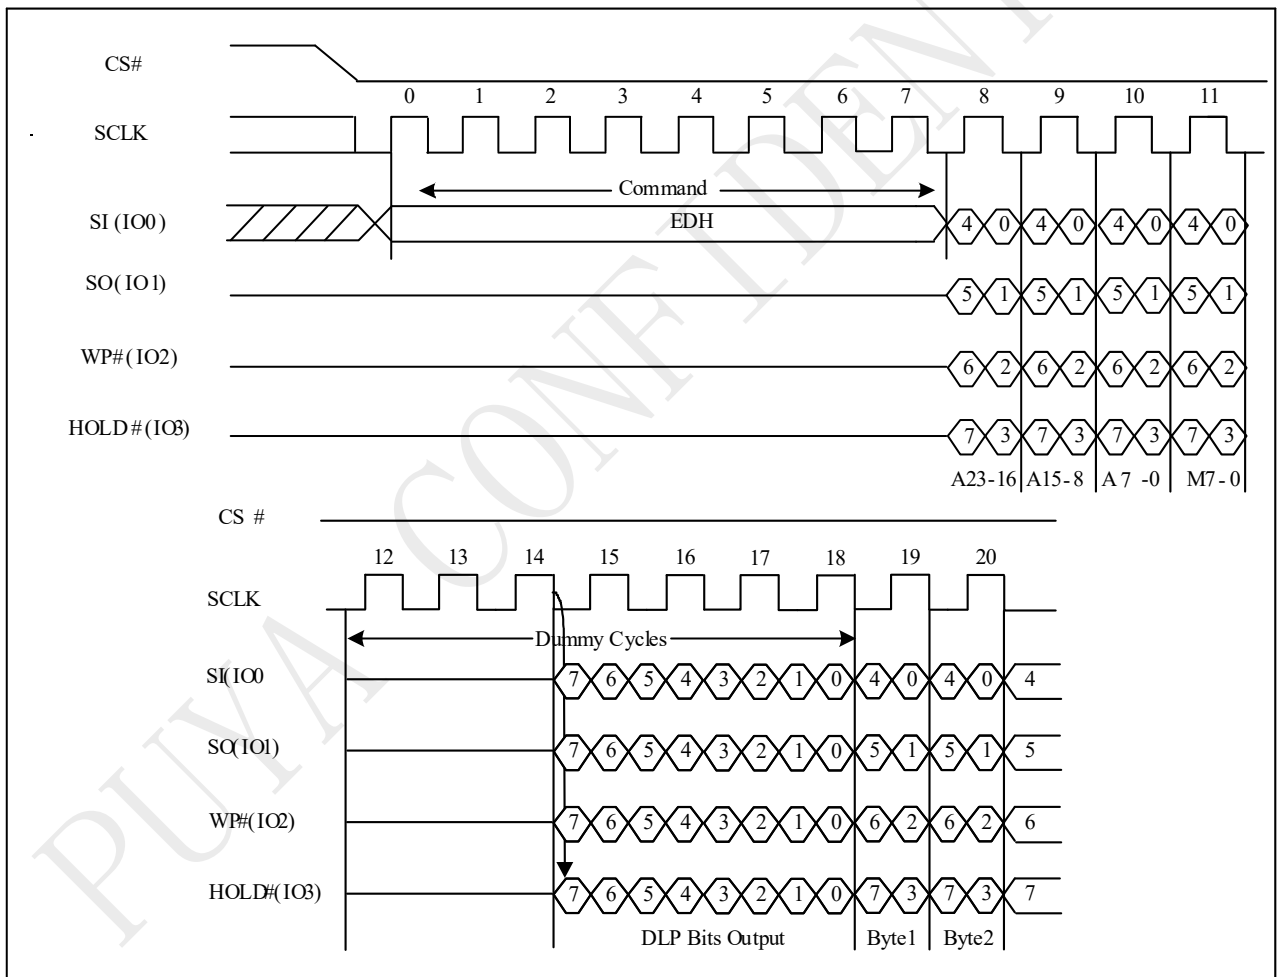 CS#
0 1 2 3 4 5 6 7 8 9 10 11
SCLK
Command
SI (IO0) EDH 4 0 4 0 4 0 4 0
SO(IO1) 5 1 5 1 5 1 5 1
WP#(IO2) 6 2 6 2 6 2 6 2
HOLD#(IO3) 7 3 7 3 7 3 7 3
A23-16 A15-8 A7-0 M7-0
CS #
12 13 14 15 16 17 18 19 20
SCLK
Dummy Cycles
SI(IO0 7 6 5 4 3 2 1 0 4 0 4 0 4
SO(IO1) 7 6 5 4 3 2 1 0 5 1 5 1 5
WP#(IO2) 7 6 5 4 3 2 1 0 6 2 6 2 6
HOLD#(IO3) 7 6 5 4 3 2 1 0 7 3 7 3 7
DLP Bits Output Byte1 Byte2
PUYA CONFIDENT